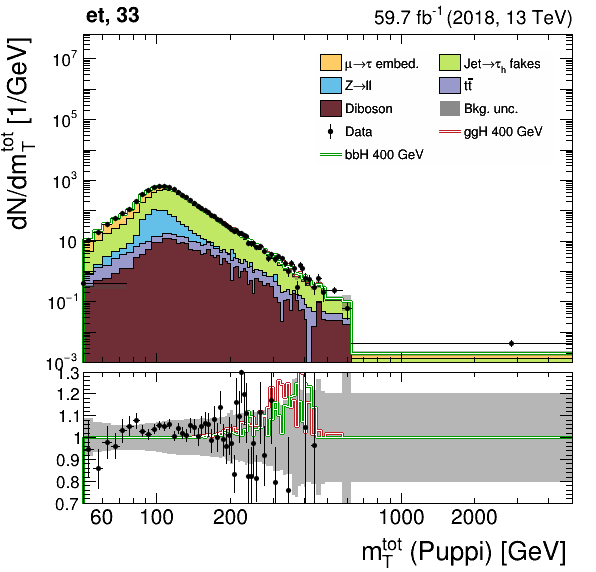 et, 33
59.7 fb⁻¹ (2018, 13 TeV)
dN/dm_T^tot [1/GeV]
μ→τ embed.
Jet→τ_h fakes
Z→ll
tt̄
Diboson
Bkg. unc.
Data
ggH 400 GeV
bbH 400 GeV
10⁷
10⁵
10³
10
10⁻¹
10⁻³
1.3
1.2
1.1
1
0.9
0.8
0.7
60 100 200 1000 2000
m_T^tot (Puppi) [GeV]